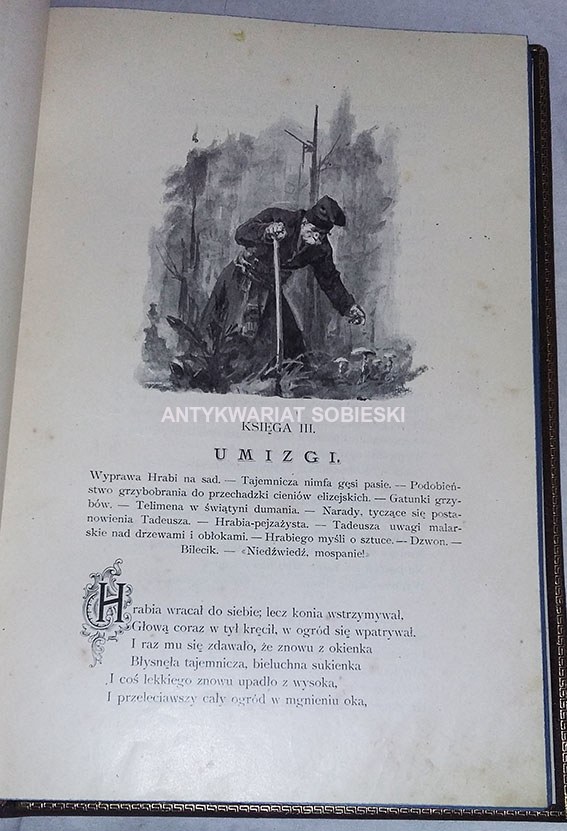 ANTYKWARIAT SOBIESKI
KSIĘGA III.
UMIZGI.
Wyprawa Hrabi na sad. — Tajemnicza nimfa gęsi pasie. — Podobień-
stwo grzybobrania do przechadzki cieniów elizejskich. — Gatunki grzy-
bów. — Telimena w świątyni dumania. — Narady, tyczące się posta-
nowienia Tadeusza. — Hrabia-pejzażysta. — Tadeusza uwagi malar-
skie nad drzewami i obłokami. — Hrabiego myśli o sztuce. — Dzwon. —
Bilecik. — «Niedźwiedź, mospanie!»
Hrabia wracał do siebie; lecz konia wstrzymywał,
Głową coraz w tył kręcił, w ogród się wpatrywał.
I raz mu się zdawało, że znowu z okienka
Błysnęła tajemnicza, bieluchna sukienka
I coś lekkiego znowu upadło z wysoka,
I przeleciawszy cały ogród w mgnieniu oka,